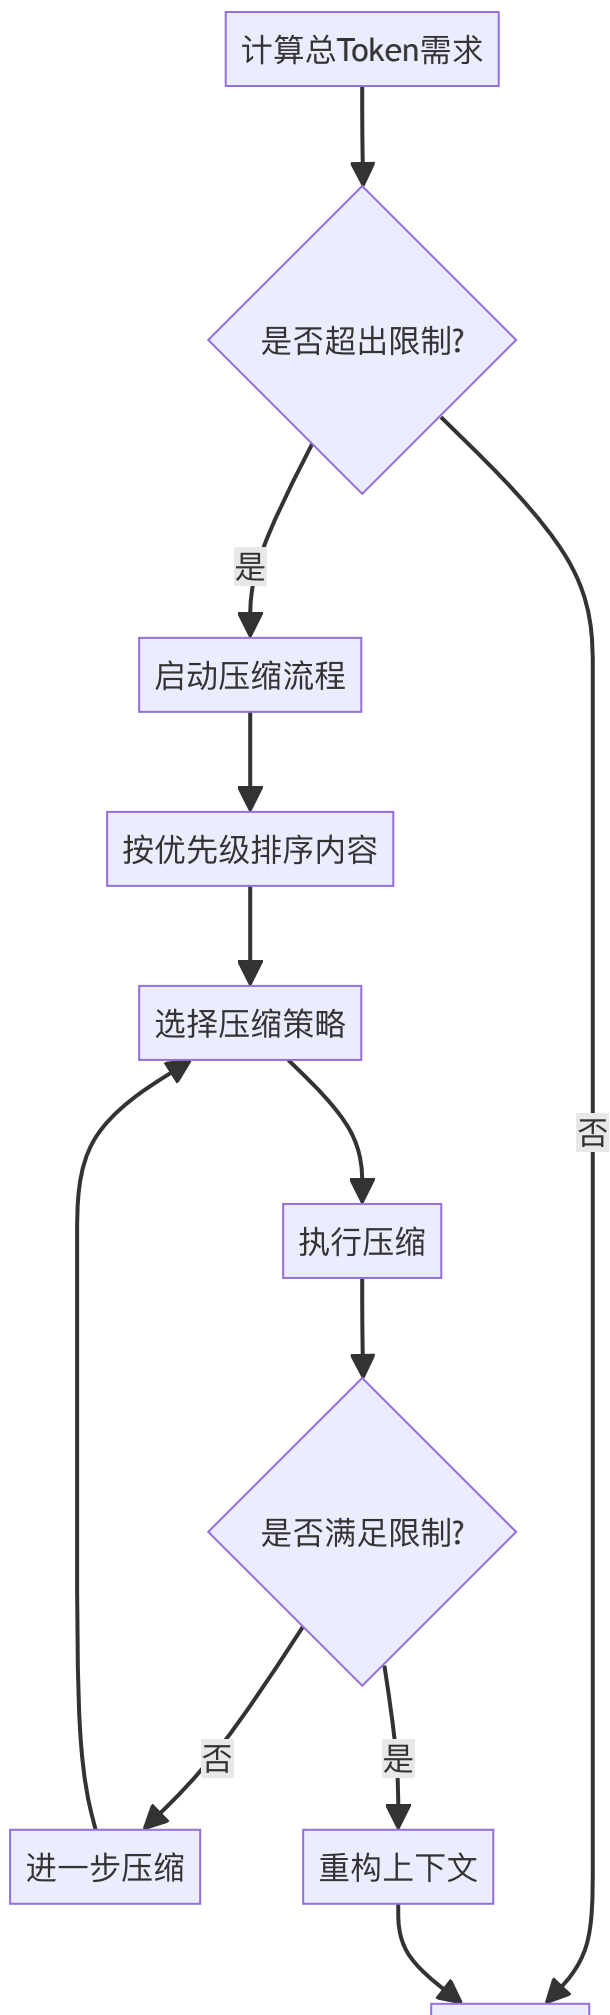 计算总Token需求
是否超出限制?
是
启动压缩流程
按优先级排序内容
选择压缩策略
否
执行压缩
是否满足限制?
否
是
进一步压缩
重构上下文